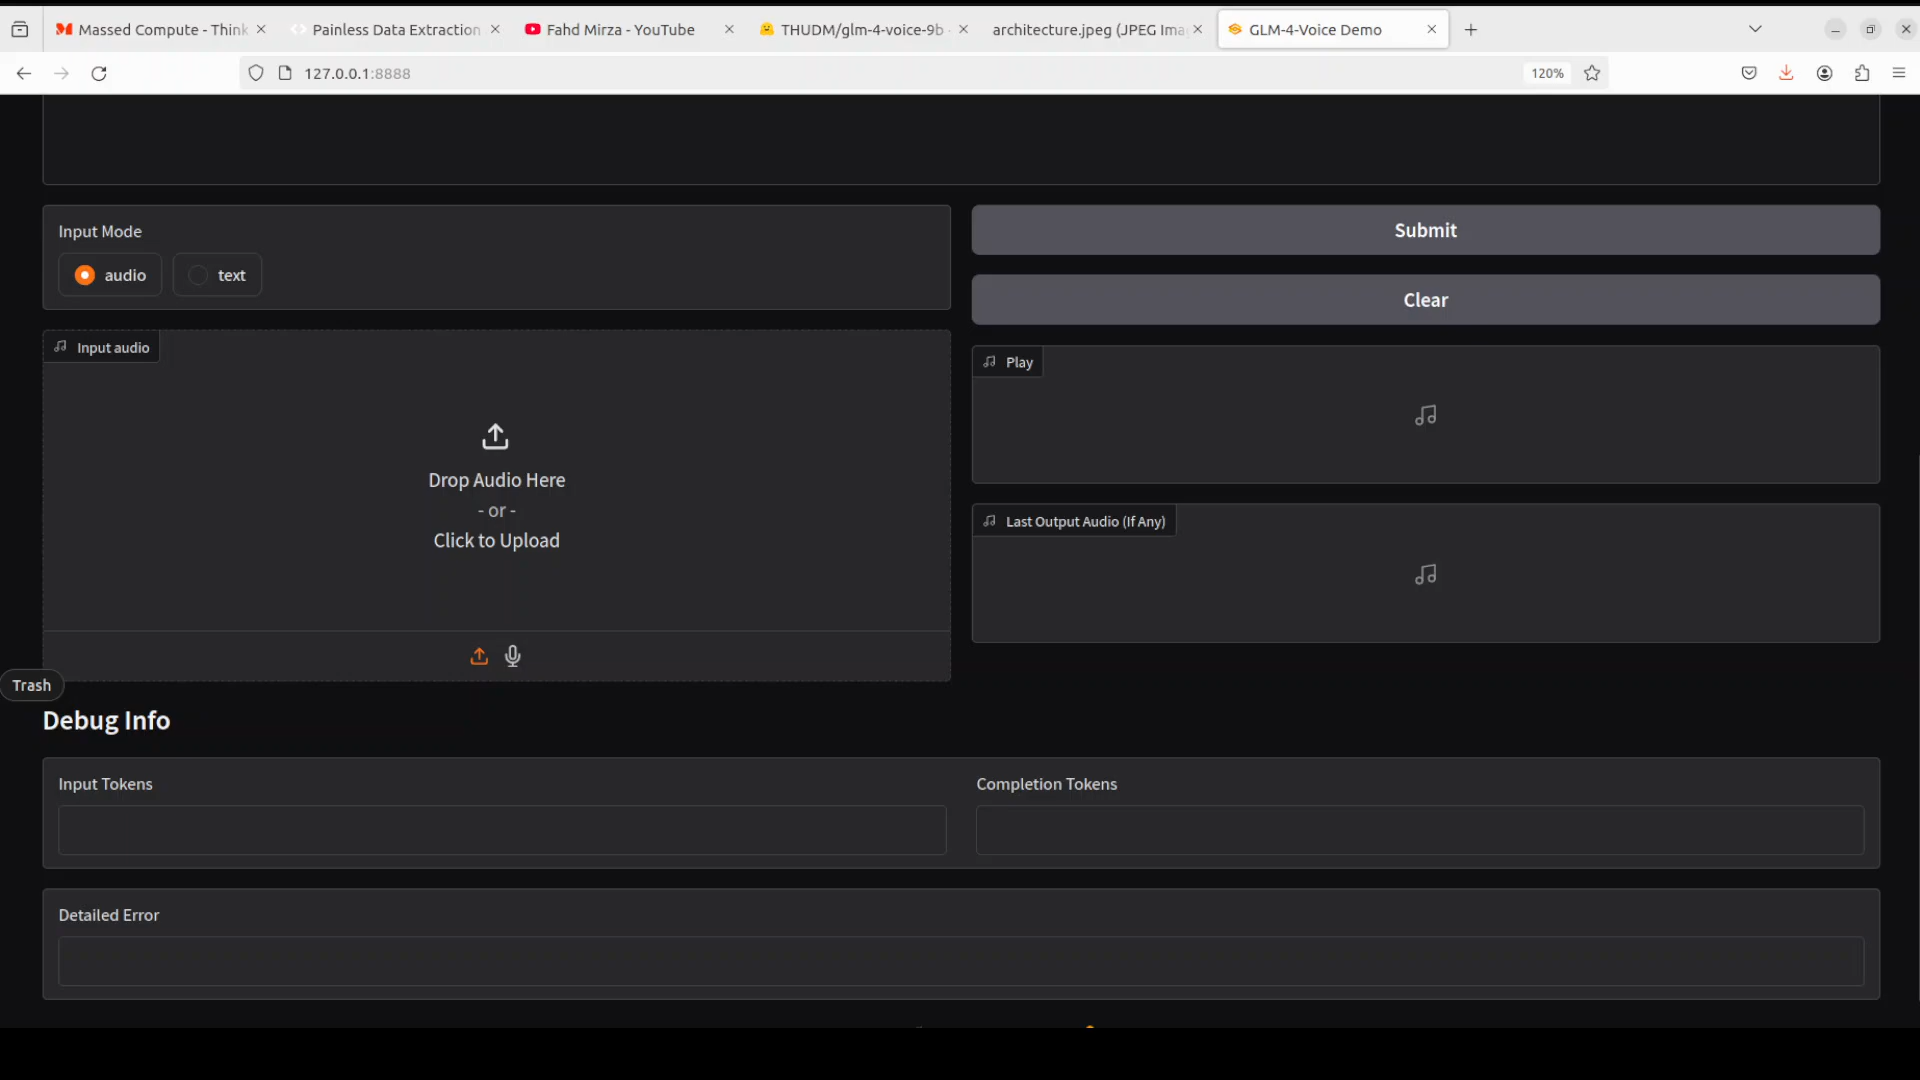 Massed Compute - Think
Painless Data Extraction
Fahd Mirza - YouTube
THUDM/glm-4-voice-9b
architecture.jpeg (JPEG Ima
GLM-4-Voice Demo
127.0.0.1:8888
120%
Input Mode
audio
text
Submit
Clear
Input audio
Drop Audio Here
- or -
Click to Upload
Play
Last Output Audio (If Any)
Trash
Debug Info
Input Tokens
Completion Tokens
Detailed Error